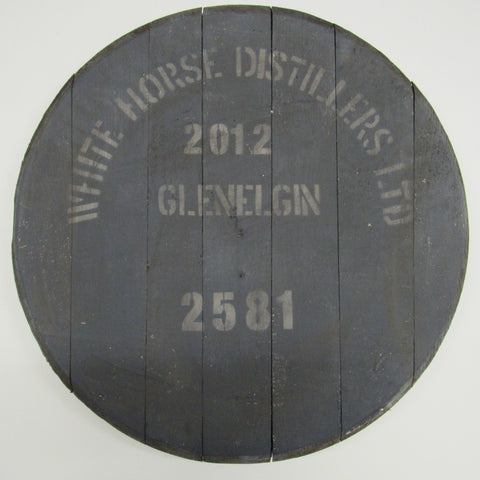 WHITE HORSE DISTILLERS LTD
2012
GLENELGIN
2581